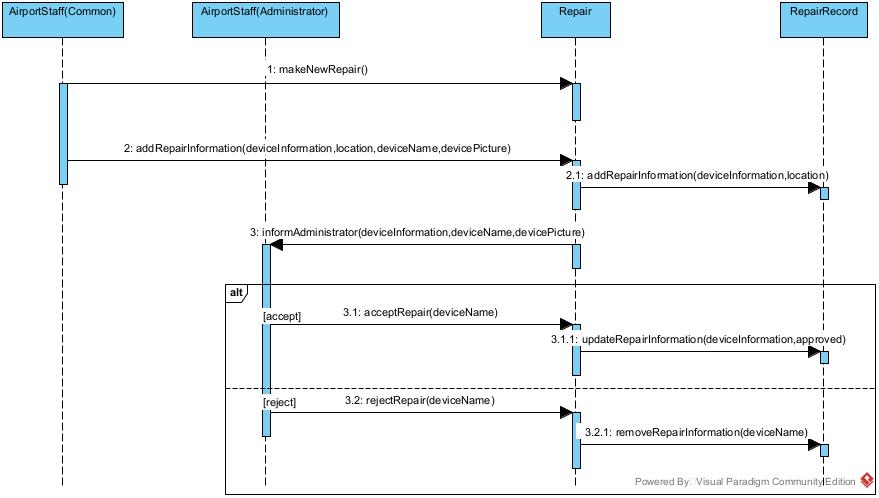 AirportStaff(Common)
AirportStaff(Administrator)
Repair
RepairRecord
1: makeNewRepair()
2: addRepairInformation(deviceInformation,location,deviceName,devicePicture)
2.1: addRepairInformation(deviceInformation,location)
3: informAdministrator(deviceInformation,deviceName,devicePicture)
alt
[accept]
3.1: acceptRepair(deviceName)
3.1.1: updateRepairInformation(deviceInformation,approved)
[reject]
3.2: rejectRepair(deviceName)
3.2.1: removeRepairInformation(deviceName)
Powered By Visual Paradigm Community Edition